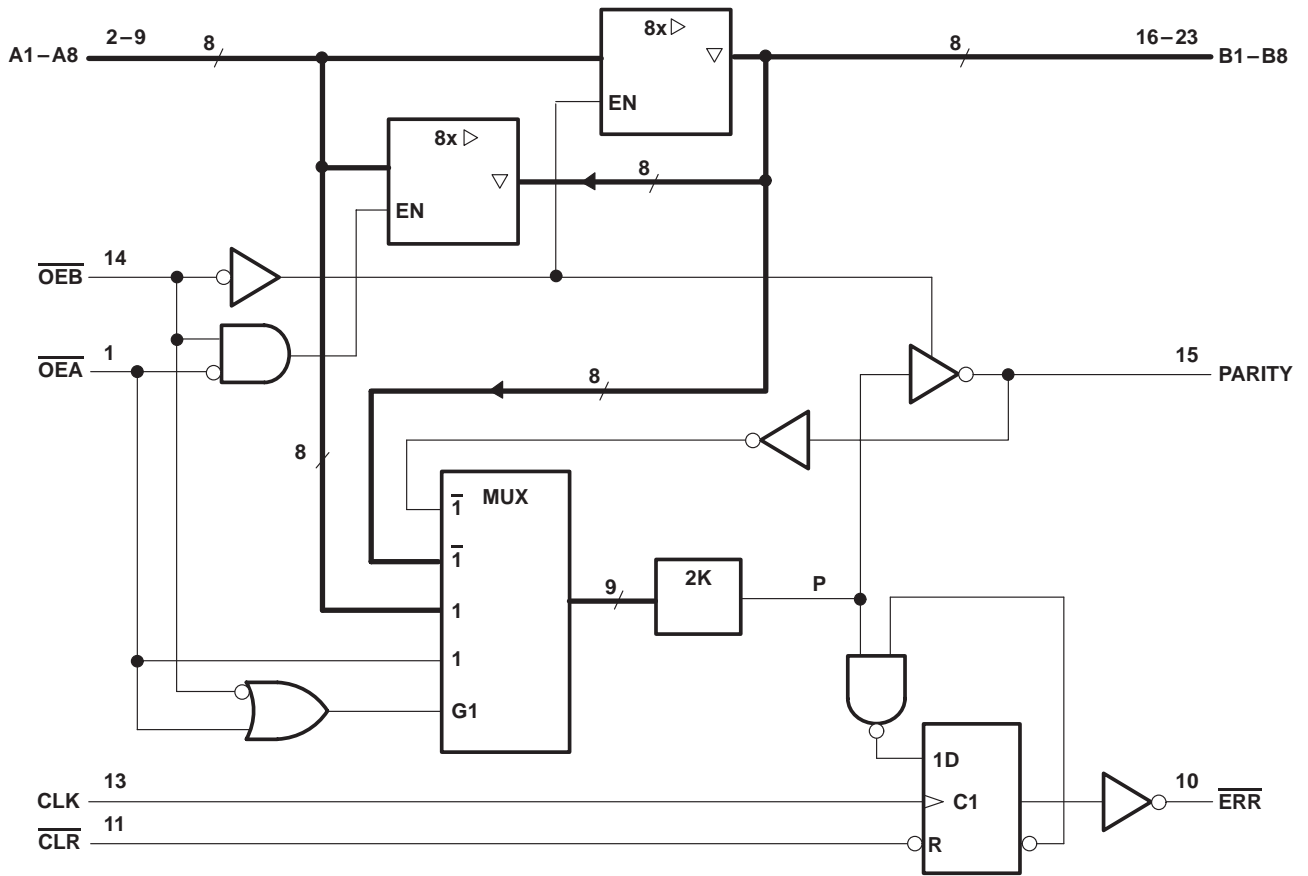 8x
2–9
8
8
16–23
A1–A8
B1–B8
EN
8x
8
EN
14
OEB
1
OEA
15
PARITY
8
8
MUX
1
1
9
2K
P
1
1
G1
1D
13
CLK
C1
10
ERR
11
CLR
R